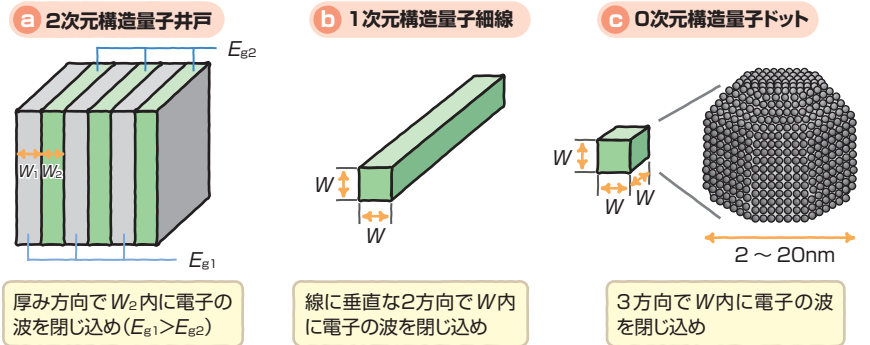 a 2次元構造量子井戸
Eg2
W1 W2
Eg1
厚み方向でW2内に電子の
波を閉じ込め(Eg1>Eg2)
b 1次元構造量子細線
W
W
線に垂直な2方向でW内
に電子の波を閉じ込め
c 0次元構造量子ドット
W
W
W
2～20nm
3方向でW内に電子の波
を閉じ込め